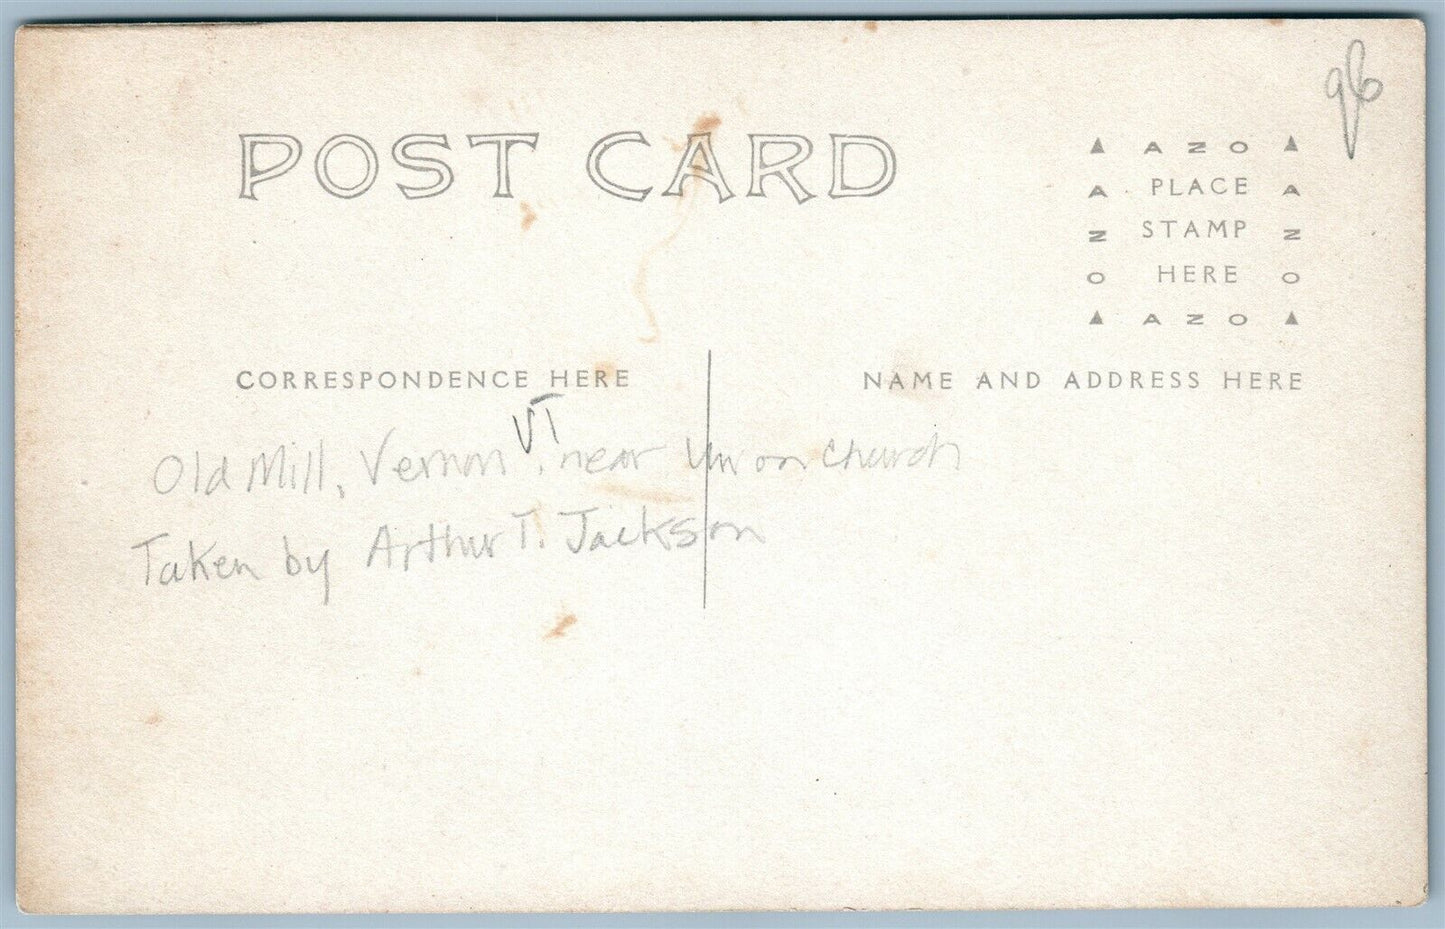 96
POST CARD
▲ AZO ▲
A PLACE A
Z STAMP Z
O HERE O
▲ AZO ▲
CORRESPONDENCE HERE
NAME AND ADDRESS HERE
VT
Old Mill, Vernon, near Union church
Taken by Arthur T. Jackson